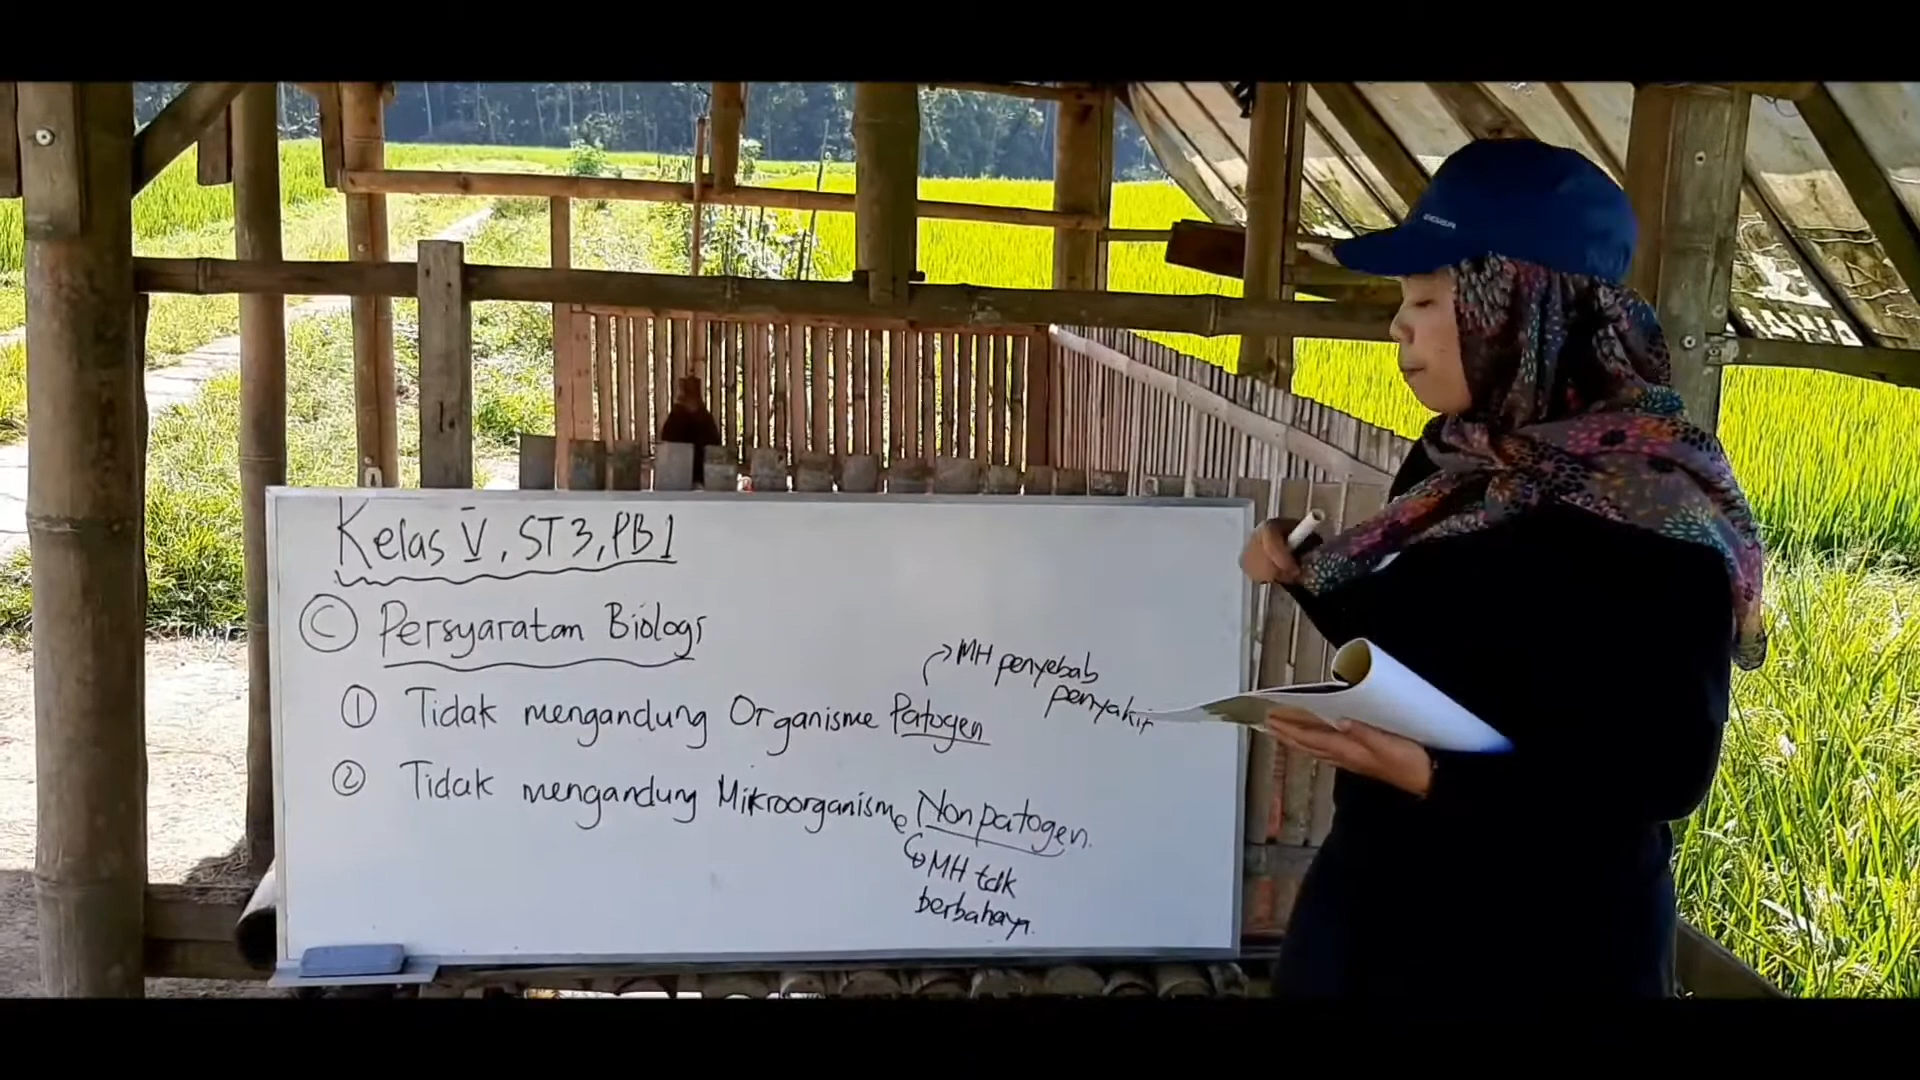 Kelas V, ST3, PB1
C Persyaratan Biologi
1 Tidak mengandung Organisme Patogen
MH penyebab
penyakit
2 Tidak mengandung Mikroorganisme Nonpatogen.
MH tdk
berbahaya.